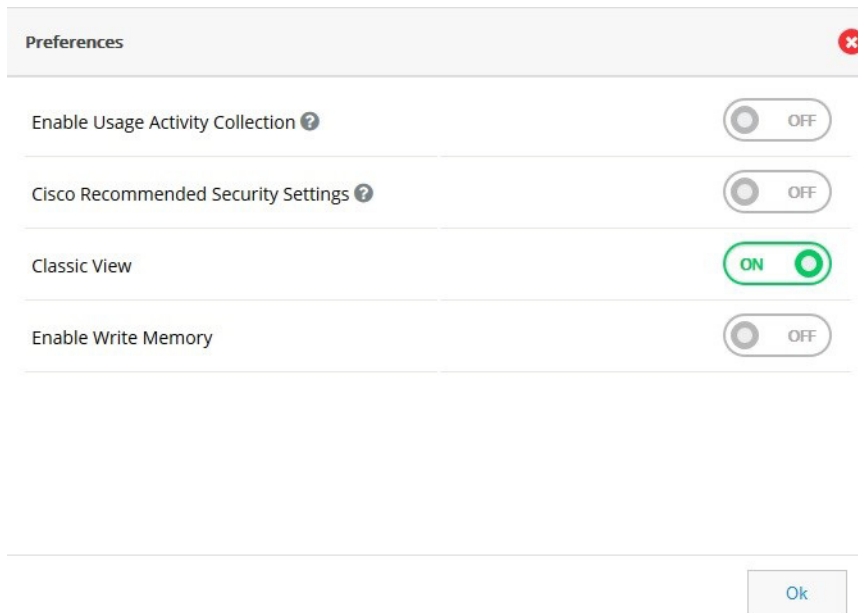 Preferences
Enable Usage Activity Collection
OFF
Cisco Recommended Security Settings
OFF
Classic View
ON
Enable Write Memory
OFF
Ok